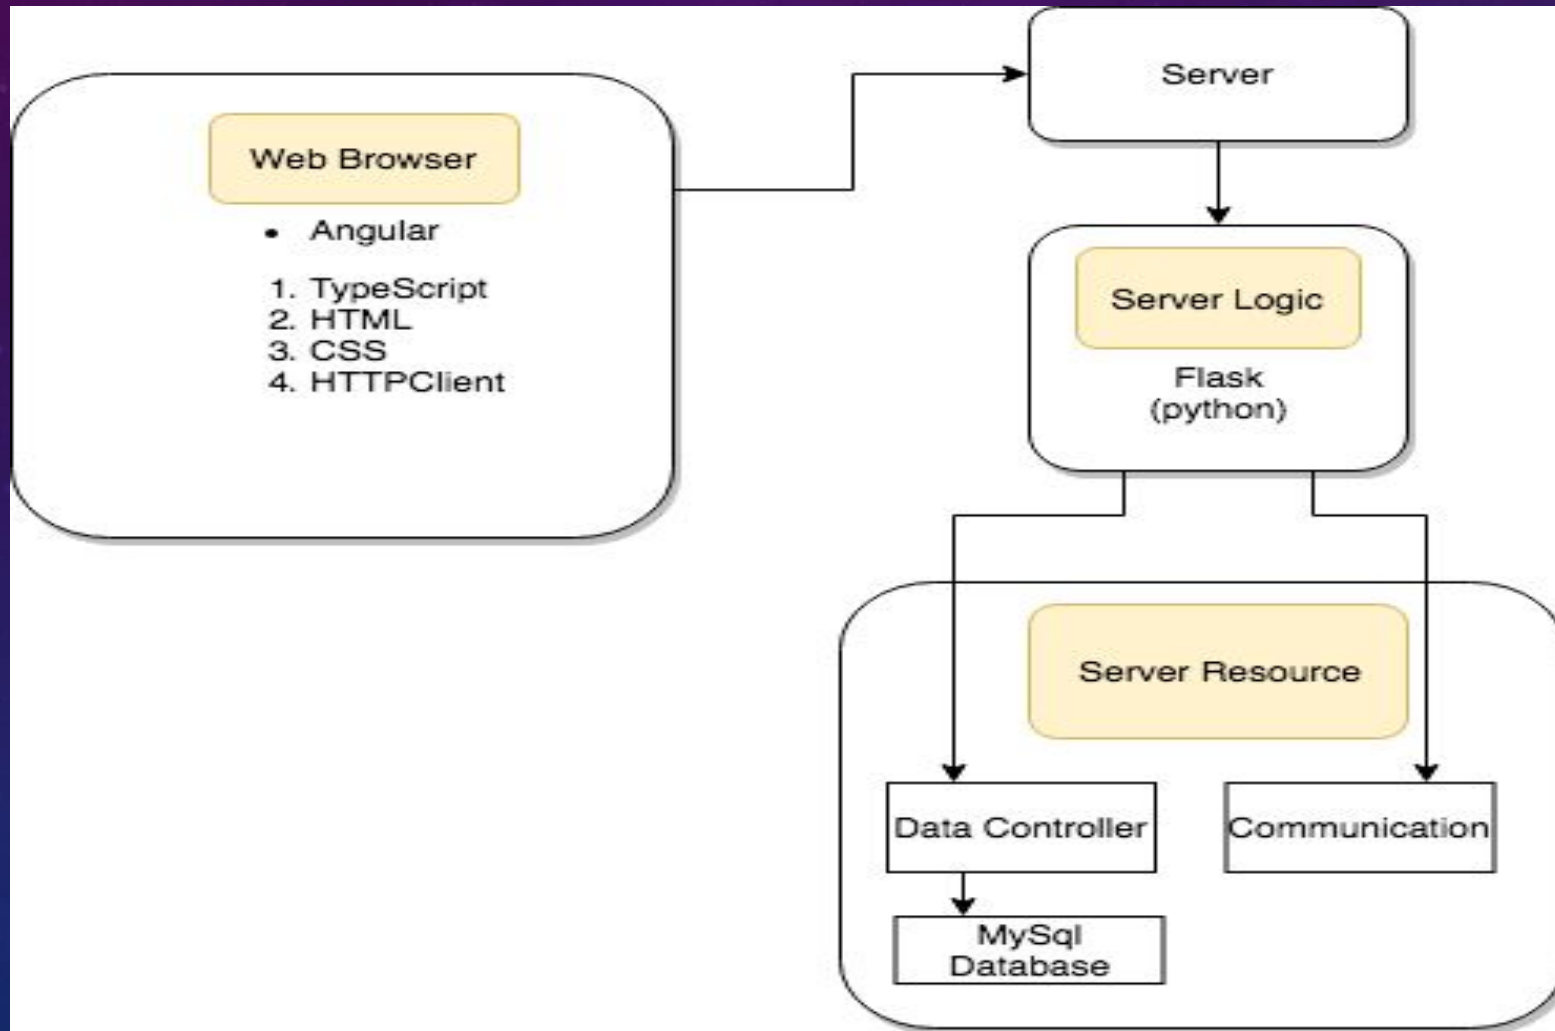 Web Browser
• Angular
1. TypeScript
2. HTML
3. CSS
4. HTTPClient
Server
Server Logic
Flask
(python)
Server Resource
Data Controller
Communication
MySql
Database